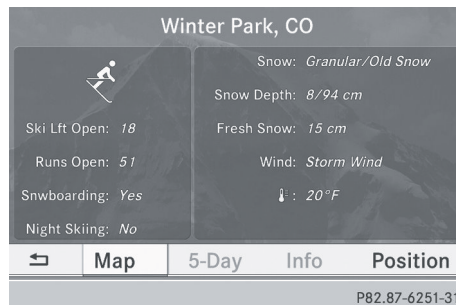 Winter Park, CO
Ski Lft Open: 18
Runs Open: 51
Snwboarding: Yes
Night Skiing: No
Snow: Granular/Old Snow
Snow Depth: 8/94 cm
Fresh Snow: 15 cm
Wind: Storm Wind
: 20°F
Map 5-Day Info Position
P82.87-6251-31